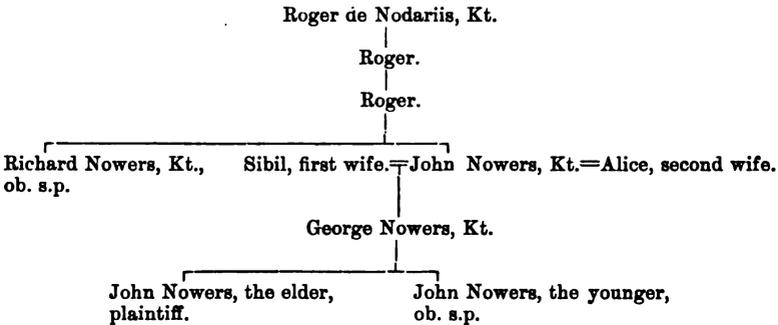 Roger de Nodariis, Kt.
Roger.
Roger.
Richard Nowers, Kt., Sibil, first wife.=John Nowers, Kt.=Alice, second wife.
ob. s.p.
George Nowers, Kt.
John Nowers, the elder, John Nowers, the younger,
plaintiff. ob. s.p.